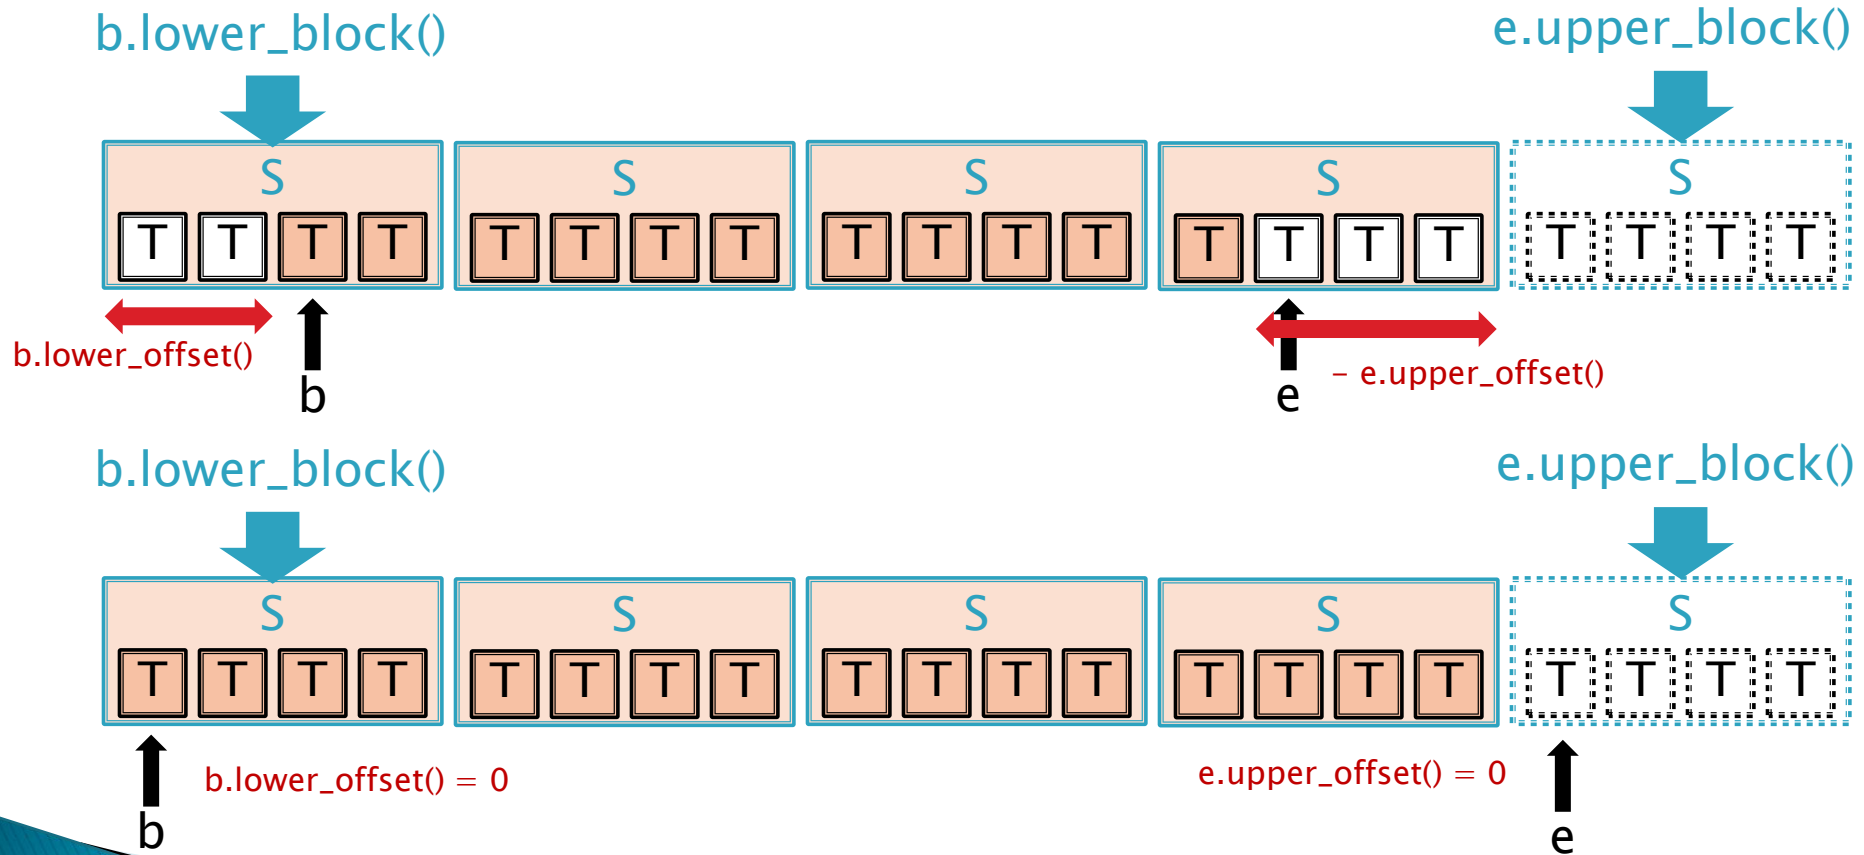 b.lower_block() e.upper_block()
S S S S S
T T T T T T T T T T T T T T T T T T T T
b.lower_offset() – e.upper_offset()
b e
b.lower_block() e.upper_block()
S S S S S
T T T T T T T T T T T T T T T T T T T T
b.lower_offset() = 0 e.upper_offset() = 0
b e